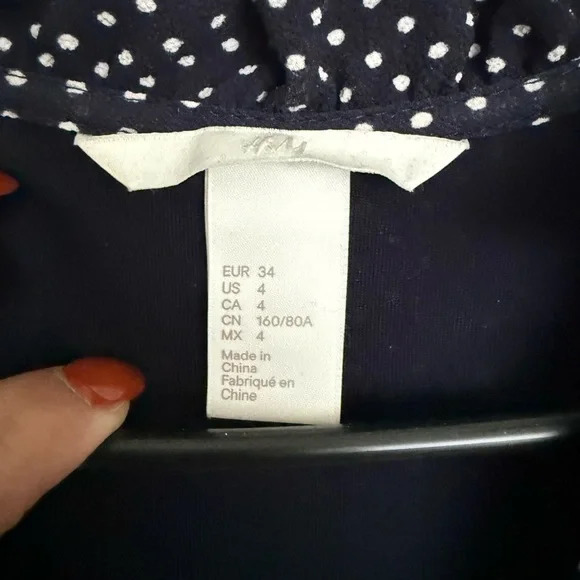 H&M
EUR 34
US 4
CA 4
CN 160/80A
MX 4
Made in
China
Fabriqué en
Chine